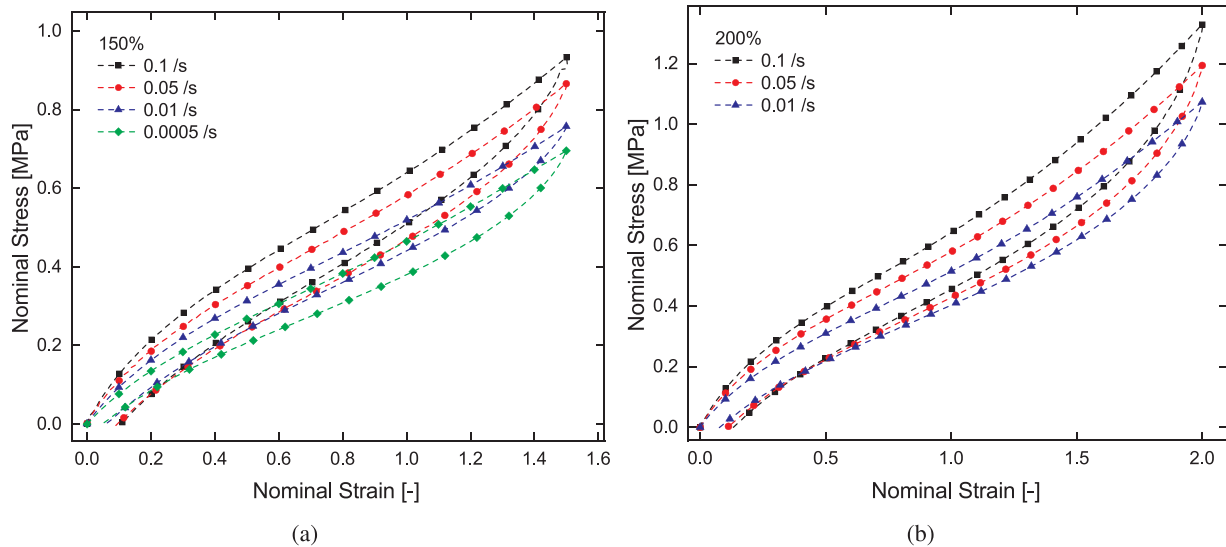 150%
0.1 /s
0.05 /s
0.01 /s
0.0005 /s
Nominal Stress [MPa]
1.0
0.8
0.6
0.4
0.2
0.0
0.0 0.2 0.4 0.6 0.8 1.0 1.2 1.4 1.6
Nominal Strain [-]
(a)
200%
0.1 /s
0.05 /s
0.01 /s
Nominal Stress [MPa]
1.2
1.0
0.8
0.6
0.4
0.2
0.0
0.0 0.5 1.0 1.5 2.0
Nominal Strain [-]
(b)